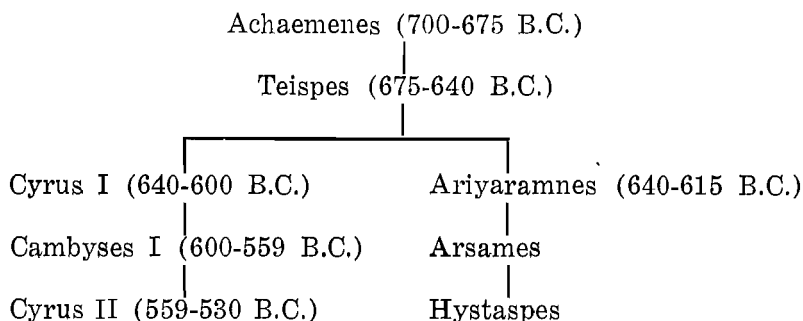 Achaemenes (700-675 B.C.)
Teispes (675-640 B.C.)
Cyrus I (640-600 B.C.) Ariyaramnes (640-615 B.C.)
Cambyses I (600-559 B.C.) Arsames
Cyrus II (559-530 B.C.) Hystaspes